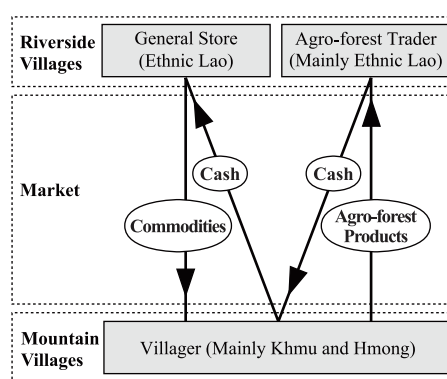 Riverside
Villages
General Store
(Ethnic Lao)
Agro-forest Trader
(Mainly Ethnic Lao)
Market
Cash
Cash
Commodities
Agro-forest
Products
Mountain
Villages
Villager (Mainly Khmu and Hmong)